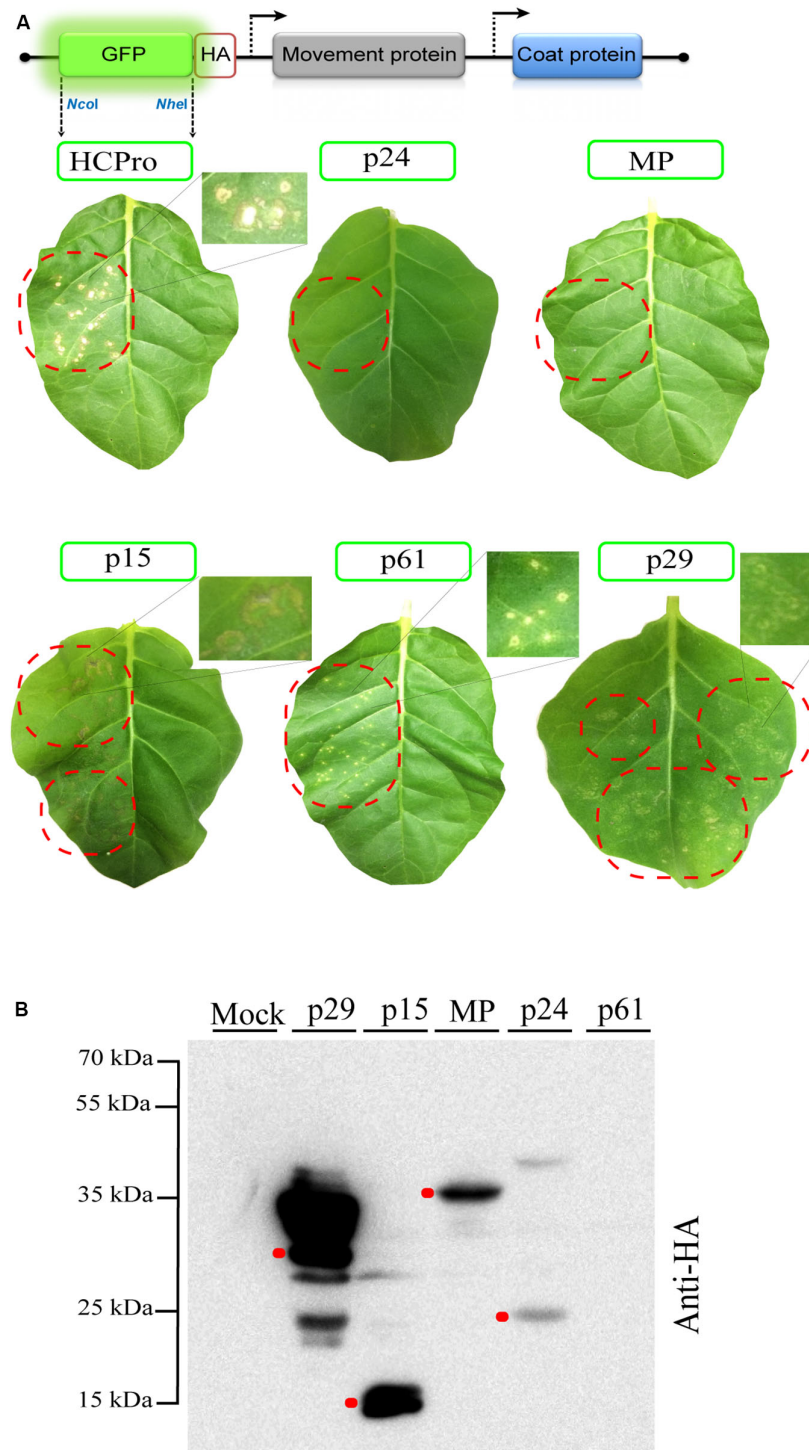 A
GFP
HA
Movement protein
Coat protein
NcoI
NheI
HCPro
p24
MP
p15
p61
p29
B
Mock
p29
p15
MP
p24
p61
70 kDa
55 kDa
35 kDa
25 kDa
15 kDa
Anti-HA